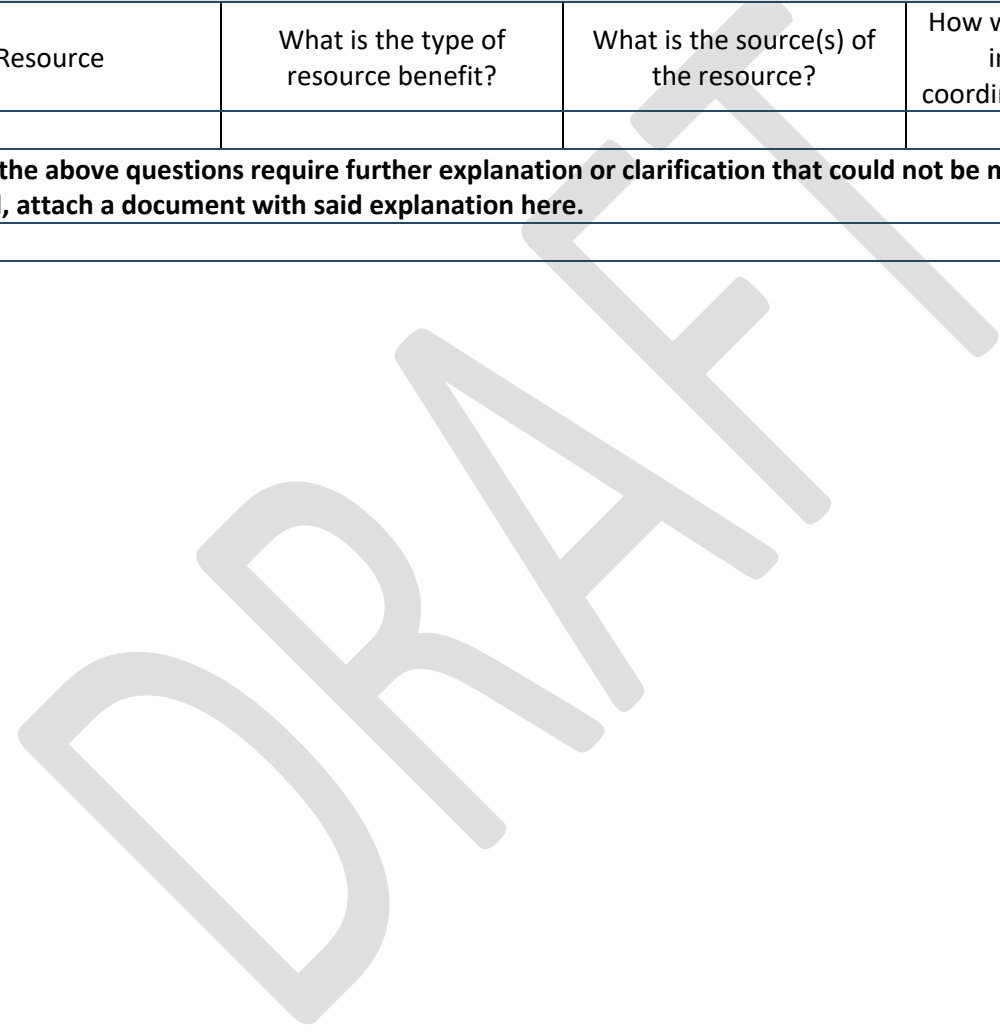 Resource
What is the type of
resource benefit?
What is the source(s) of
the resource?
How
coordi
the above questions require further explanation or clarification that could not be
, attach a document with said explanation here.
DRAFT